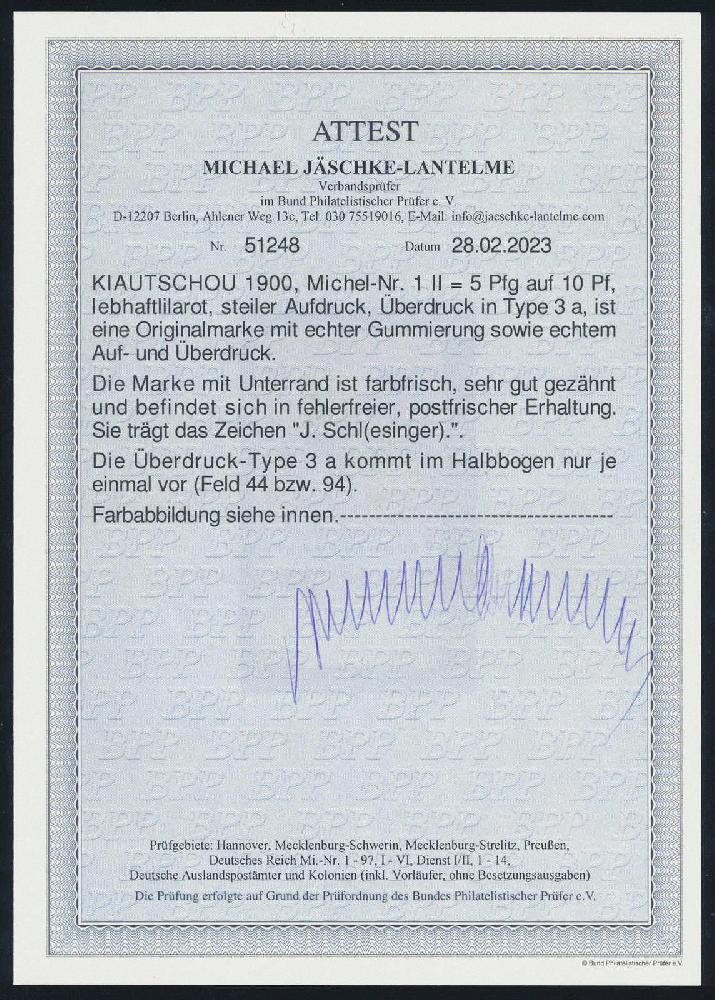 ATTEST
MICHAEL JÄSCHKE-LANTELME
Verbandsprüfer
im Bund Philatelistischer Prüfer e. V.
D-12207 Berlin, Ahlener Weg 13c, Tel. 030 75519016, E-Mail: info@jaeschke-lantelme.com
Nr. 51248 Datum 28.02.2023
KIAUTSCHOU 1900, Michel-Nr. 1 II = 5 Pfg auf 10 Pf,
lebhaftlilarot, steiler Aufdruck, Überdruck in Type 3 a, ist
eine Originalmarke mit echter Gummierung sowie echtem
Auf- und Überdruck.
Die Marke mit Unterrand ist farbfrisch, sehr gut gezähnt
und befindet sich in fehlerfreier, postfrischer Erhaltung.
Sie trägt das Zeichen "J. Schl(esinger).".
Die Überdruck-Type 3 a kommt im Halbbogen nur je
einmal vor (Feld 44 bzw. 94).
Farbabbildung siehe innen.---------------------------------------
Prüfgebiete: Hannover, Mecklenburg-Schwerin, Mecklenburg-Strelitz, Preußen,
Deutsches Reich Mi.-Nr. 1 - 97, I - VI, Dienst I/II, 1 - 14,
Deutsche Auslandspostämter und Kolonien (inkl. Vorläufer, ohne Besetzungsausgaben)
Die Prüfung erfolgte auf Grund der Prüfordnung des Bundes Philatelistischer Prüfer e.V.
© Bund Philatelistischer Prüfer e.V.